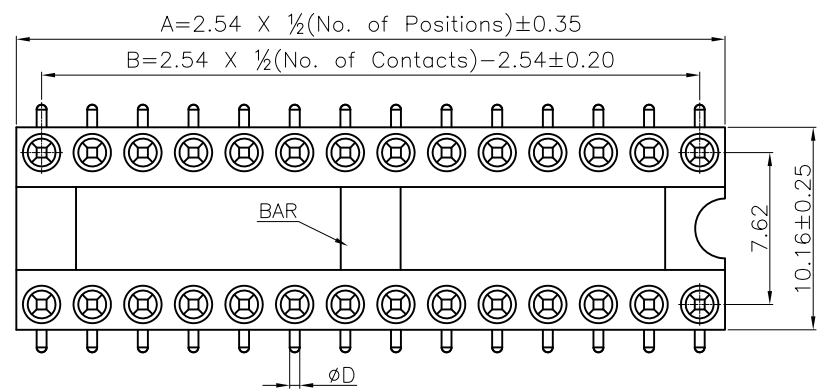 A=2.54 X ½(No. of Positions)±0.35
B=2.54 X ½(No. of Contacts)−2.54±0.20
BAR
7.62
10.16±0.25
øD